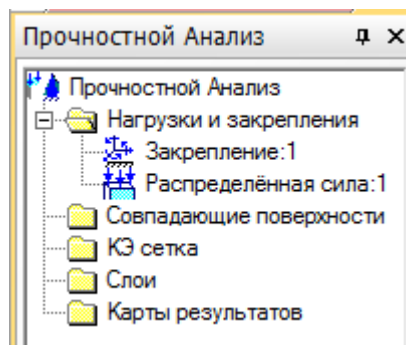 Прочностной Анализ
Прочностной Анализ
Нагрузки и закрепления
Закрепление:1
Распределённая сила:1
Совпадающие поверхности
КЭ сетка
Слои
Карты результатов